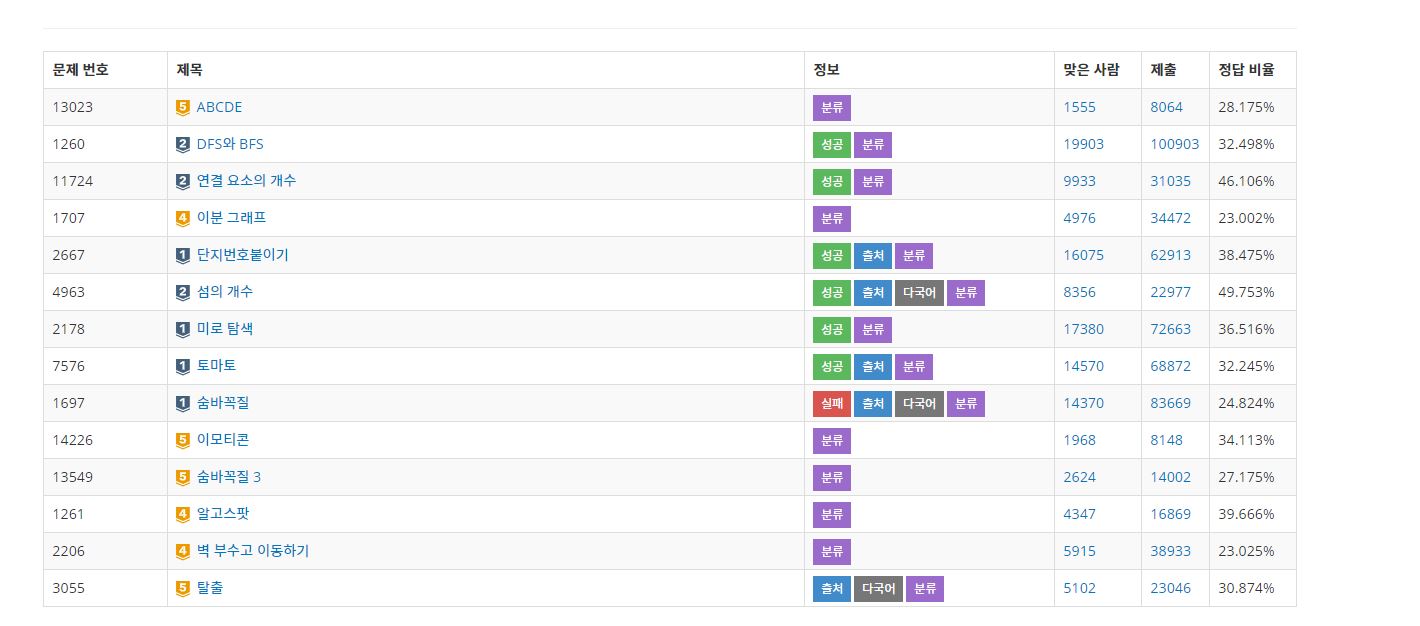 문제 번호 제목 정보 맞은 사람 제출 정답 비율
13023 5 ABCDE 분류 1555 8064 28.175%
1260 2 DFS와 BFS 성공 분류 19903 100903 32.498%
11724 2 연결 요소의 개수 성공 분류 9933 31035 46.106%
1707 4 이분 그래프 분류 4976 34472 23.002%
2667 1 단지번호붙이기 성공 출처 분류 16075 62913 38.475%
4963 2 섬의 개수 성공 출처 다국어 분류 8356 22977 49.753%
2178 1 미로 탐색 성공 분류 17380 72663 36.516%
7576 1 토마토 성공 출처 분류 14570 68872 32.245%
1697 1 숨바꼭질 실패 출처 다국어 분류 14370 83669 24.824%
14226 5 이모티콘 분류 1968 8148 34.113%
13549 5 숨바꼭질 3 분류 2624 14002 27.175%
1261 4 알고스팟 분류 4347 16869 39.666%
2206 4 벽 부수고 이동하기 분류 5915 38933 23.025%
3055 5 탈출 출처 다국어 분류 5102 23046 30.874%